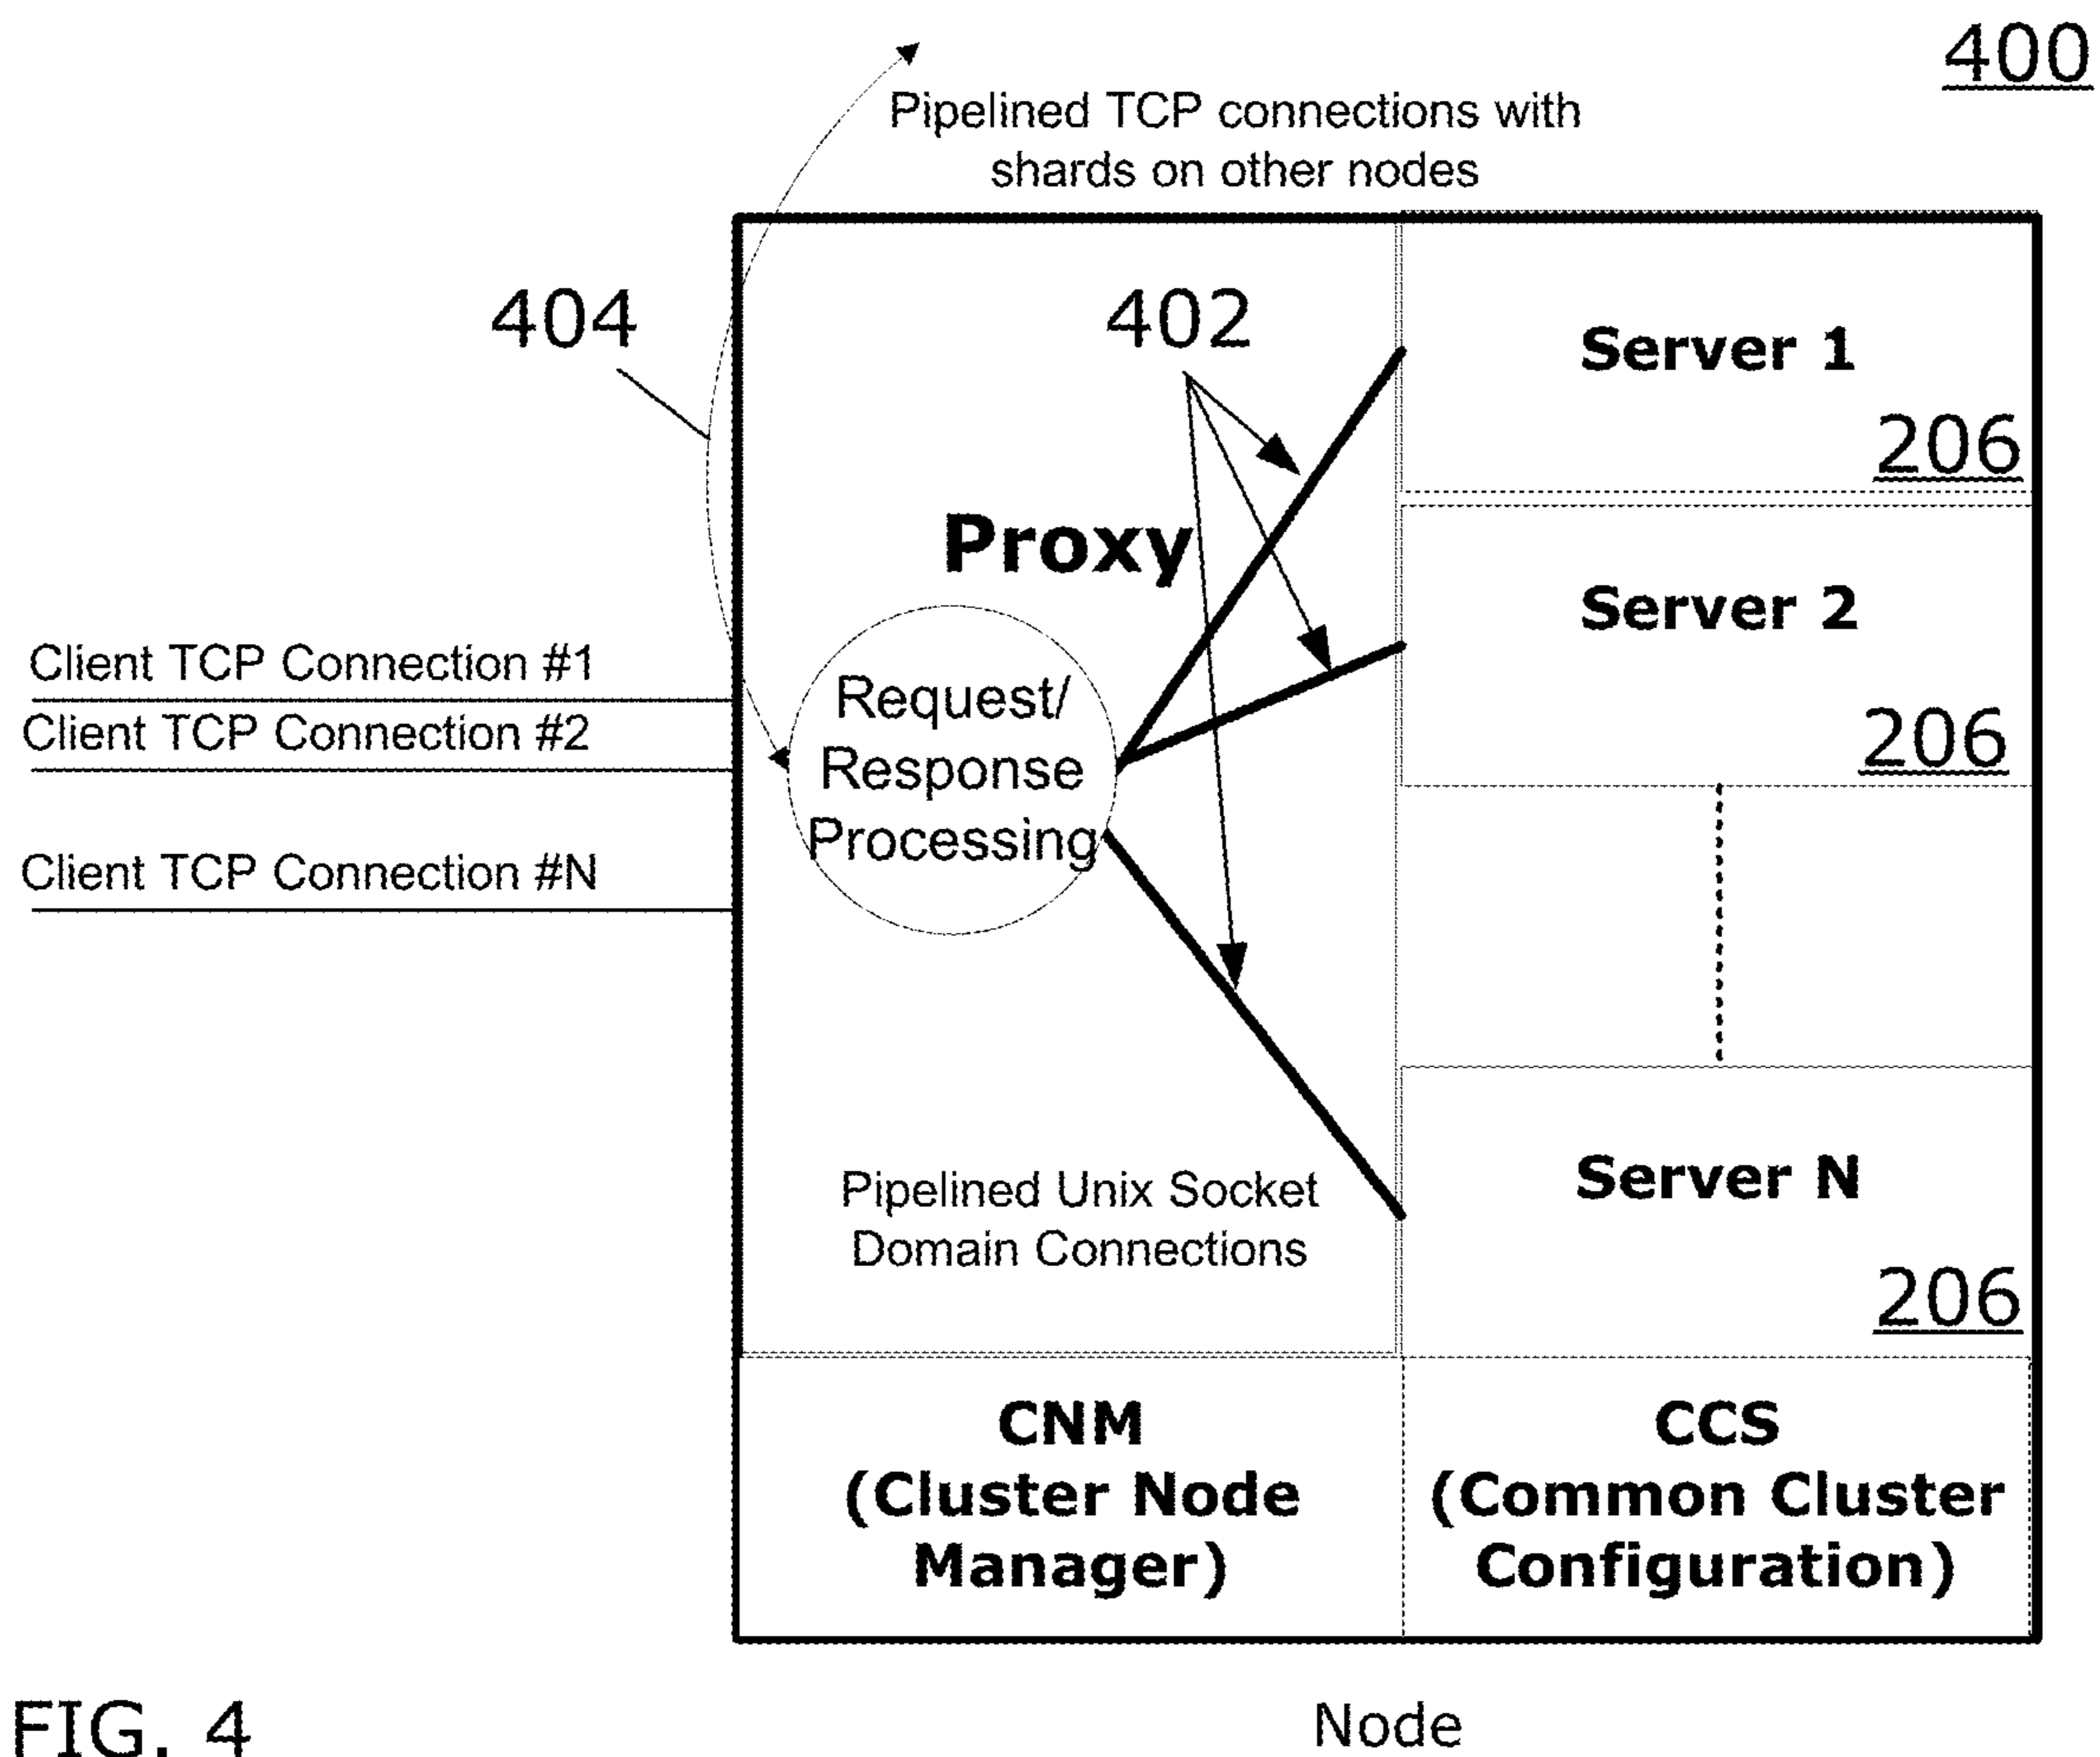 400
Pipelined TCP connections with
shards on other nodes
404
402
Server 1
206
Proxy
Server 2
206
Client TCP Connection #1
Client TCP Connection #2
Client TCP Connection #N
Request/
Response
Processing
Pipelined Unix Socket
Domain Connections
Server N
206
CNM
(Cluster Node
Manager)
CCS
(Common Cluster
Configuration)
Node
FIG. 4